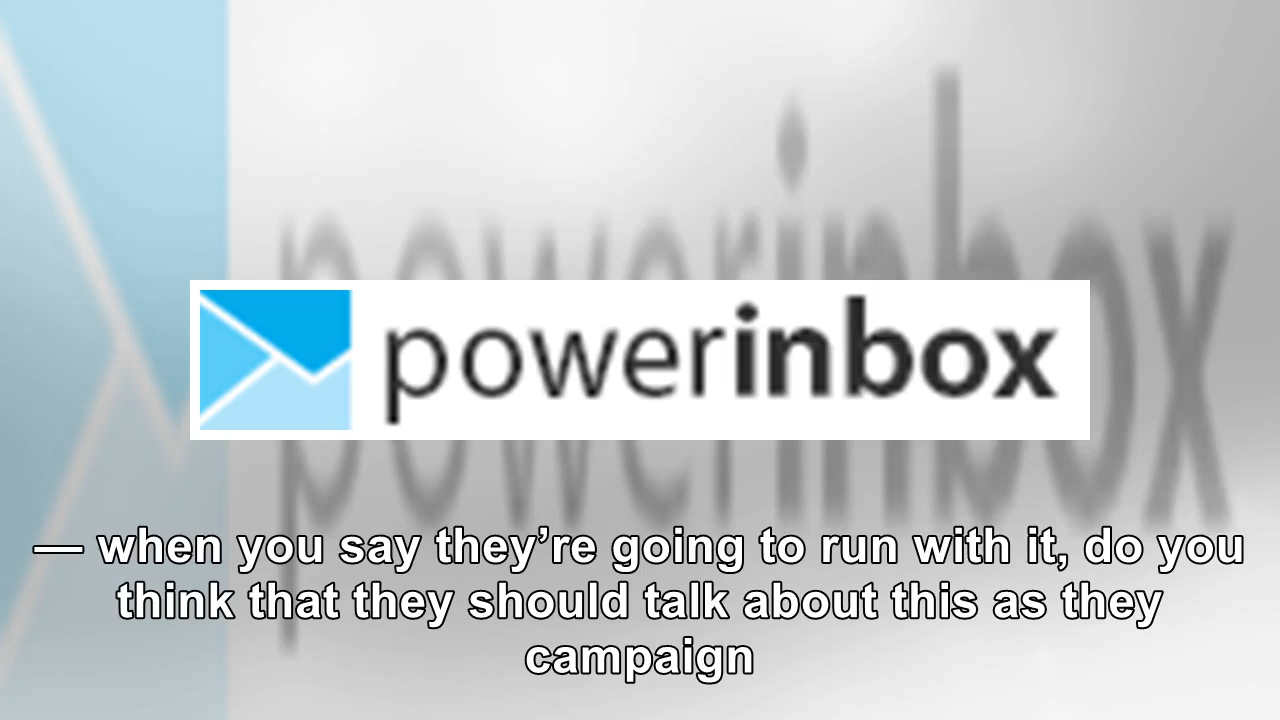 powerinbox
powerinbox
— when you say they’re going to run with it, do you
think that they should talk about this as they
campaign